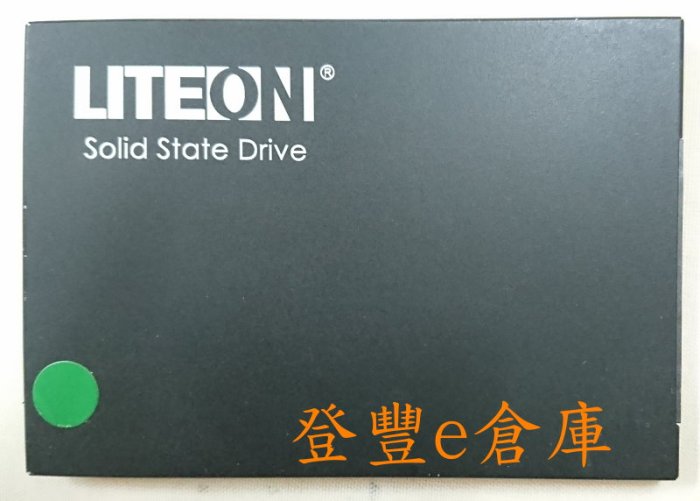 LITEON®
Solid State Drive
登豐e倉庫